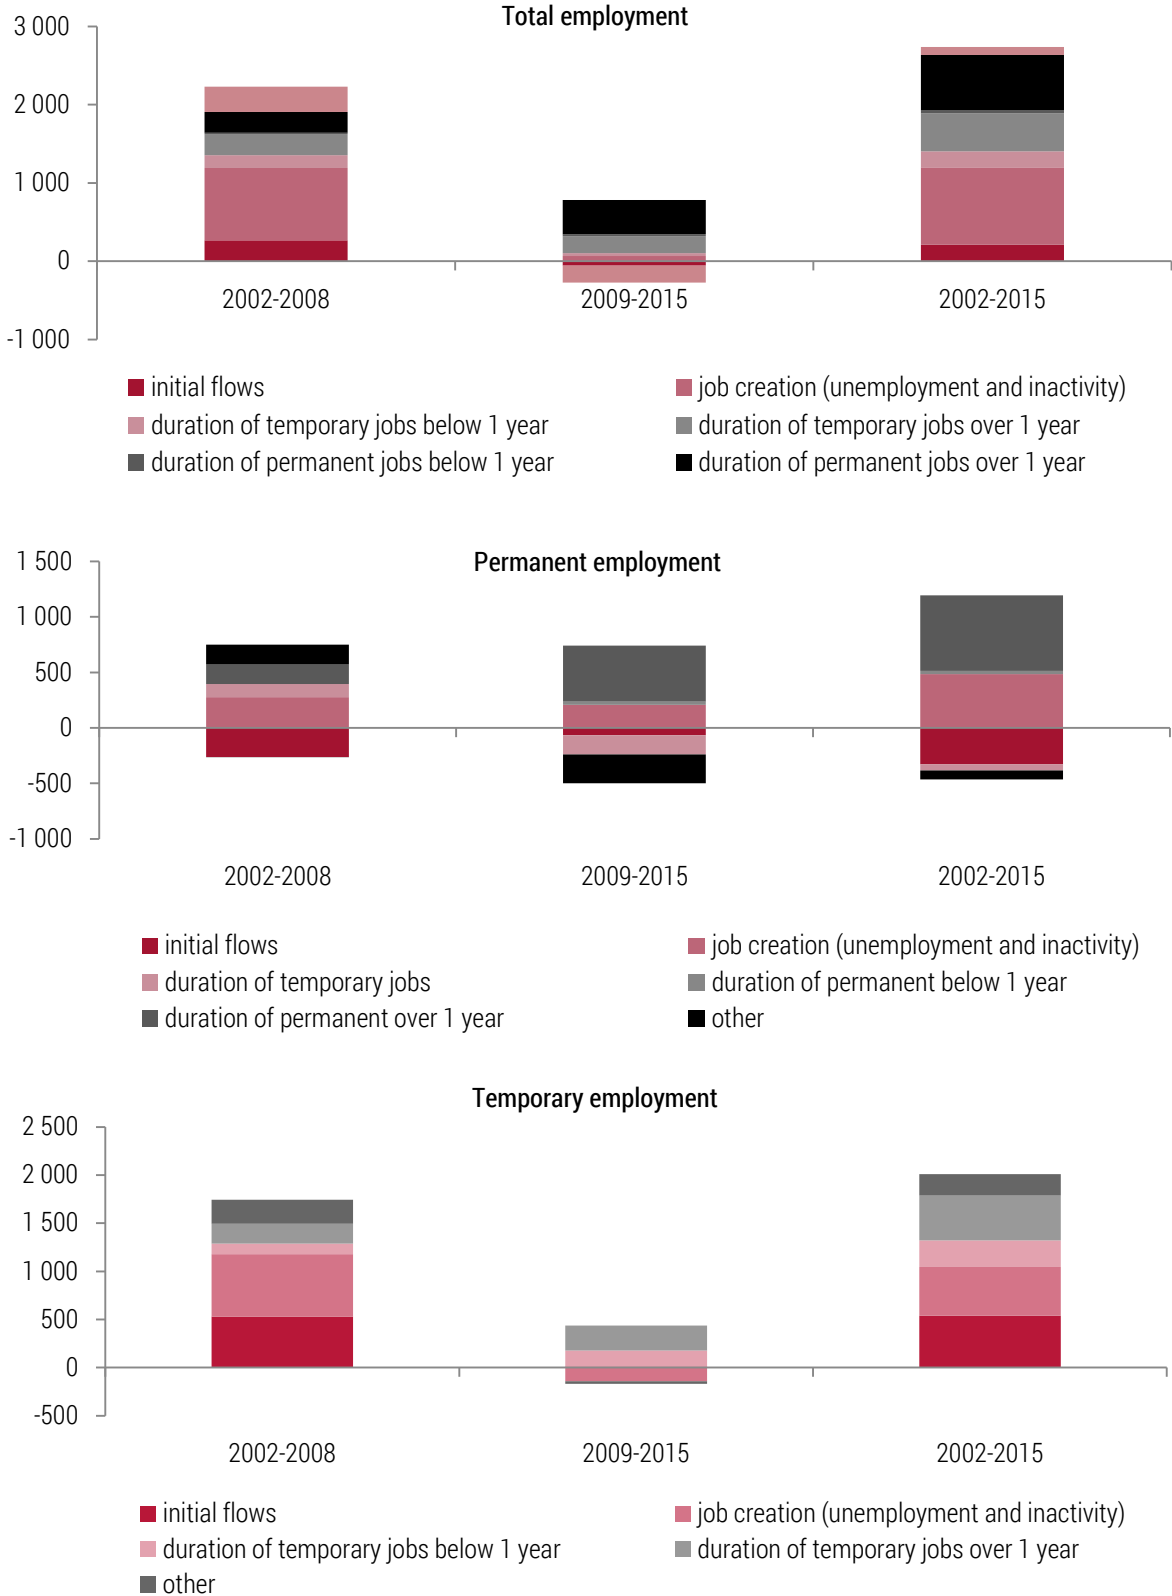 Total employment
3 000
2 000
1 000
0
-1 000
2002-2008 2009-2015 2002-2015
initial flows job creation (unemployment and inactivity)
duration of temporary jobs below 1 year duration of temporary jobs over 1 year
duration of permanent jobs below 1 year duration of permanent jobs over 1 year
Permanent employment
1 500
1 000
500
0
-500
-1 000
2002-2008 2009-2015 2002-2015
initial flows job creation (unemployment and inactivity)
duration of temporary jobs duration of permanent below 1 year
duration of permanent over 1 year other
Temporary employment
2 500
2 000
1 500
1 000
500
0
-500
2002-2008 2009-2015 2002-2015
initial flows job creation (unemployment and inactivity)
duration of temporary jobs below 1 year duration of temporary jobs over 1 year
other